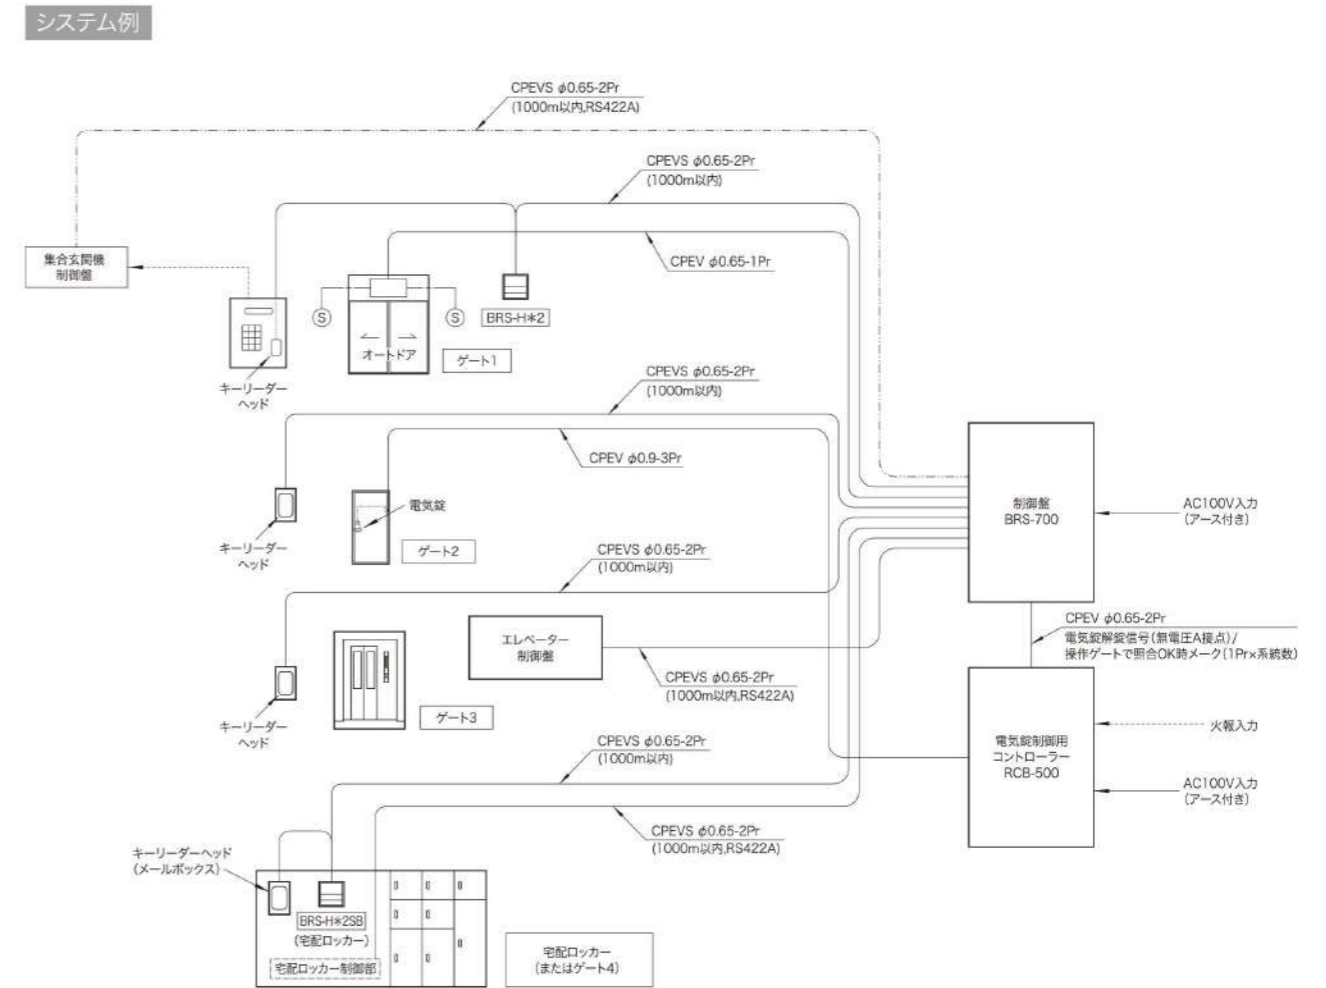 システム例
CPEVS φ0.65-2Pr
(1000m以内,RS422A)
CPEVS φ0.65-2Pr
(1000m以内)
CPEV φ0.65-1Pr
集合玄関機
制御盤
S
S
BRS-H＊2
オートドア
ゲート1
キーリーダー
ヘッド
CPEVS φ0.65-2Pr
(1000m以内)
CPEV φ0.9-3Pr
電気錠
ゲート2
キーリーダー
ヘッド
制御盤
BRS-700
AC100V入力
(アース付き)
CPEVS φ0.65-2Pr
(1000m以内)
エレベーター
制御盤
CPEV φ0.65-2Pr
電気錠解錠信号(無電圧A接点)/
操作ゲートで照合OK時メーク(1Pr×系統数)
CPEVS φ0.65-2Pr
(1000m以内,RS422A)
ゲート3
キーリーダー
ヘッド
火報入力
電気錠制御用
コントローラー
RCB-500
AC100V入力
(アース付き)
CPEVS φ0.65-2Pr
(1000m以内)
CPEVS φ0.65-2Pr
(1000m以内,RS422A)
キーリーダーヘッド
(メールボックス)
BRS-H＊2SB
(宅配ロッカー)
宅配ロッカー制御部
宅配ロッカー
(またはゲート4)